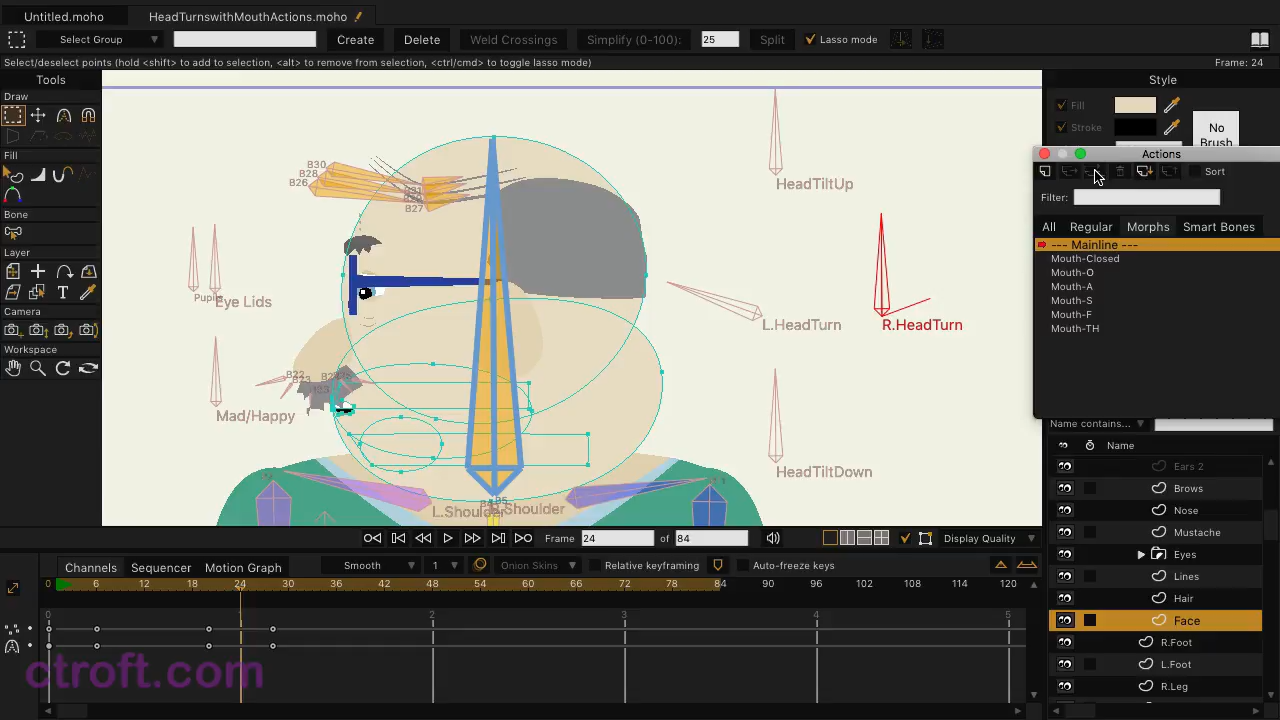 Untitled.moho HeadTurnswithMouthActions.moho
Select Group Create Delete Weld Crossings Simplify (0-100): 25 Split Lasso mode
Select/deselect points (hold <shift> to add to selection, <alt> to remove from selection, <ctrl/cmd> to toggle lasso mode) Frame: 24
Tools
Draw
Fill
Bone
Layer
Camera
Workspace
Style
Fill
Stroke
No
Brush
Actions
Sort
Filter:
All Regular Morphs Smart Bones
--- Mainline ---
Mouth-Closed
Mouth-O
Mouth-A
Mouth-S
Mouth-F
Mouth-TH
B30
B28
B26
B27
HeadTiltUp
Eye Lids
L.HeadTurn
R.HeadTurn
B22
Mad/Happy
HeadTiltDown
L.Shoulder
R.Shoulder
Name contains...
Name
Ears 2
Brows
Nose
Mustache
Eyes
Lines
Hair
Face
R.Foot
L.Foot
R.Leg
Frame 24 of 84 Display Quality
Channels Sequencer Motion Graph Smooth 1 Onion Skins Relative keyframing Auto-freeze keys
0 6 12 18 24 30 36 42 48 54 60 66 72 78 84 90 96 102 108 114 120
0 1 2 3 4 5
ctroft.com